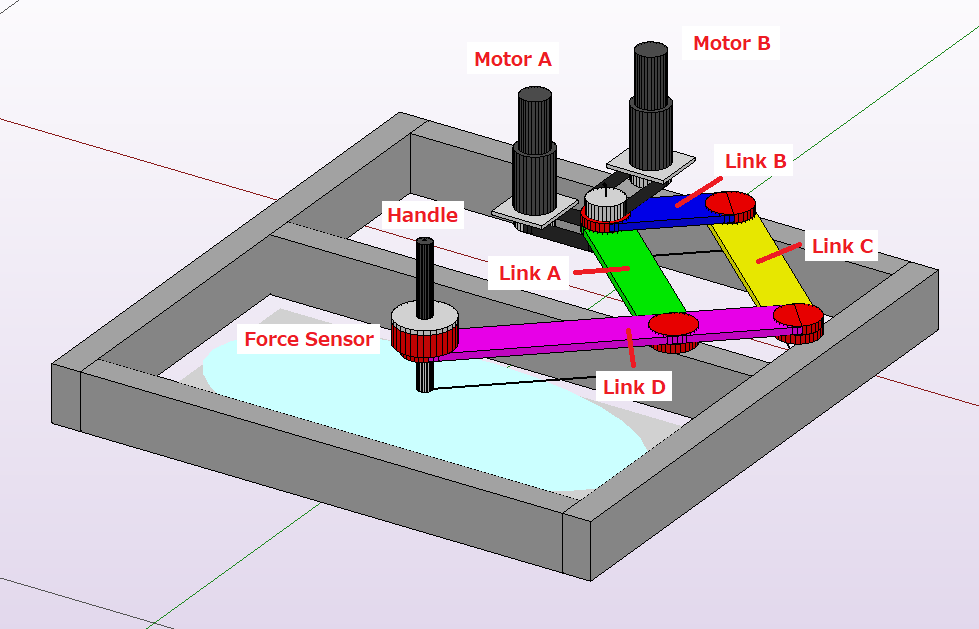 Motor B
Motor A
Link B
Handle
Link C
Link A
Force Sensor
Link D